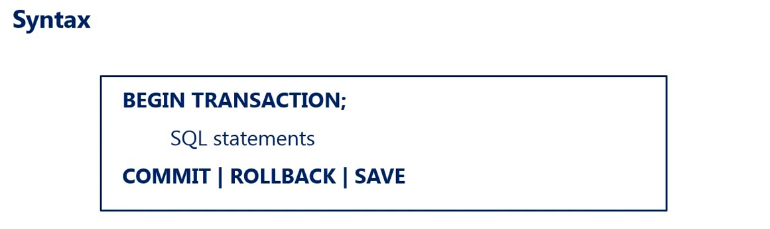 Syntax
BEGIN TRANSACTION;
SQL statements
COMMIT | ROLLBACK | SAVE